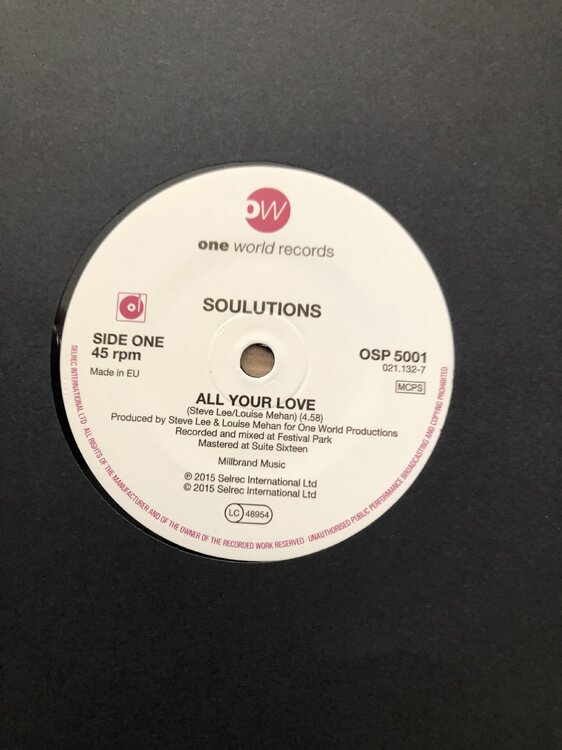 OW
one world records
SOULUTIONS
SIDE ONE
45 rpm
Made in EU
OSP 5001
021.132-7
MCPS
ALL YOUR LOVE
(Steve Lee/Louise Mehan) (4.58)
Produced by Steve Lee & Louise Mehan for One World Productions
Recorded and mixed at Festival Park
Mastered at Suite Sixteen
Millbrand Music
℗ 2015 Selrec International Ltd
© 2015 Selrec International Ltd
LC 48954
SELREC INTERNATIONAL LTD · ALL RIGHTS OF THE MANUFACTURER AND OF THE OWNER OF THE RECORDED WORK RESERVED · UNAUTHORISED PUBLIC PERFORMANCE BROADCASTING AND COPYING PROHIBITED